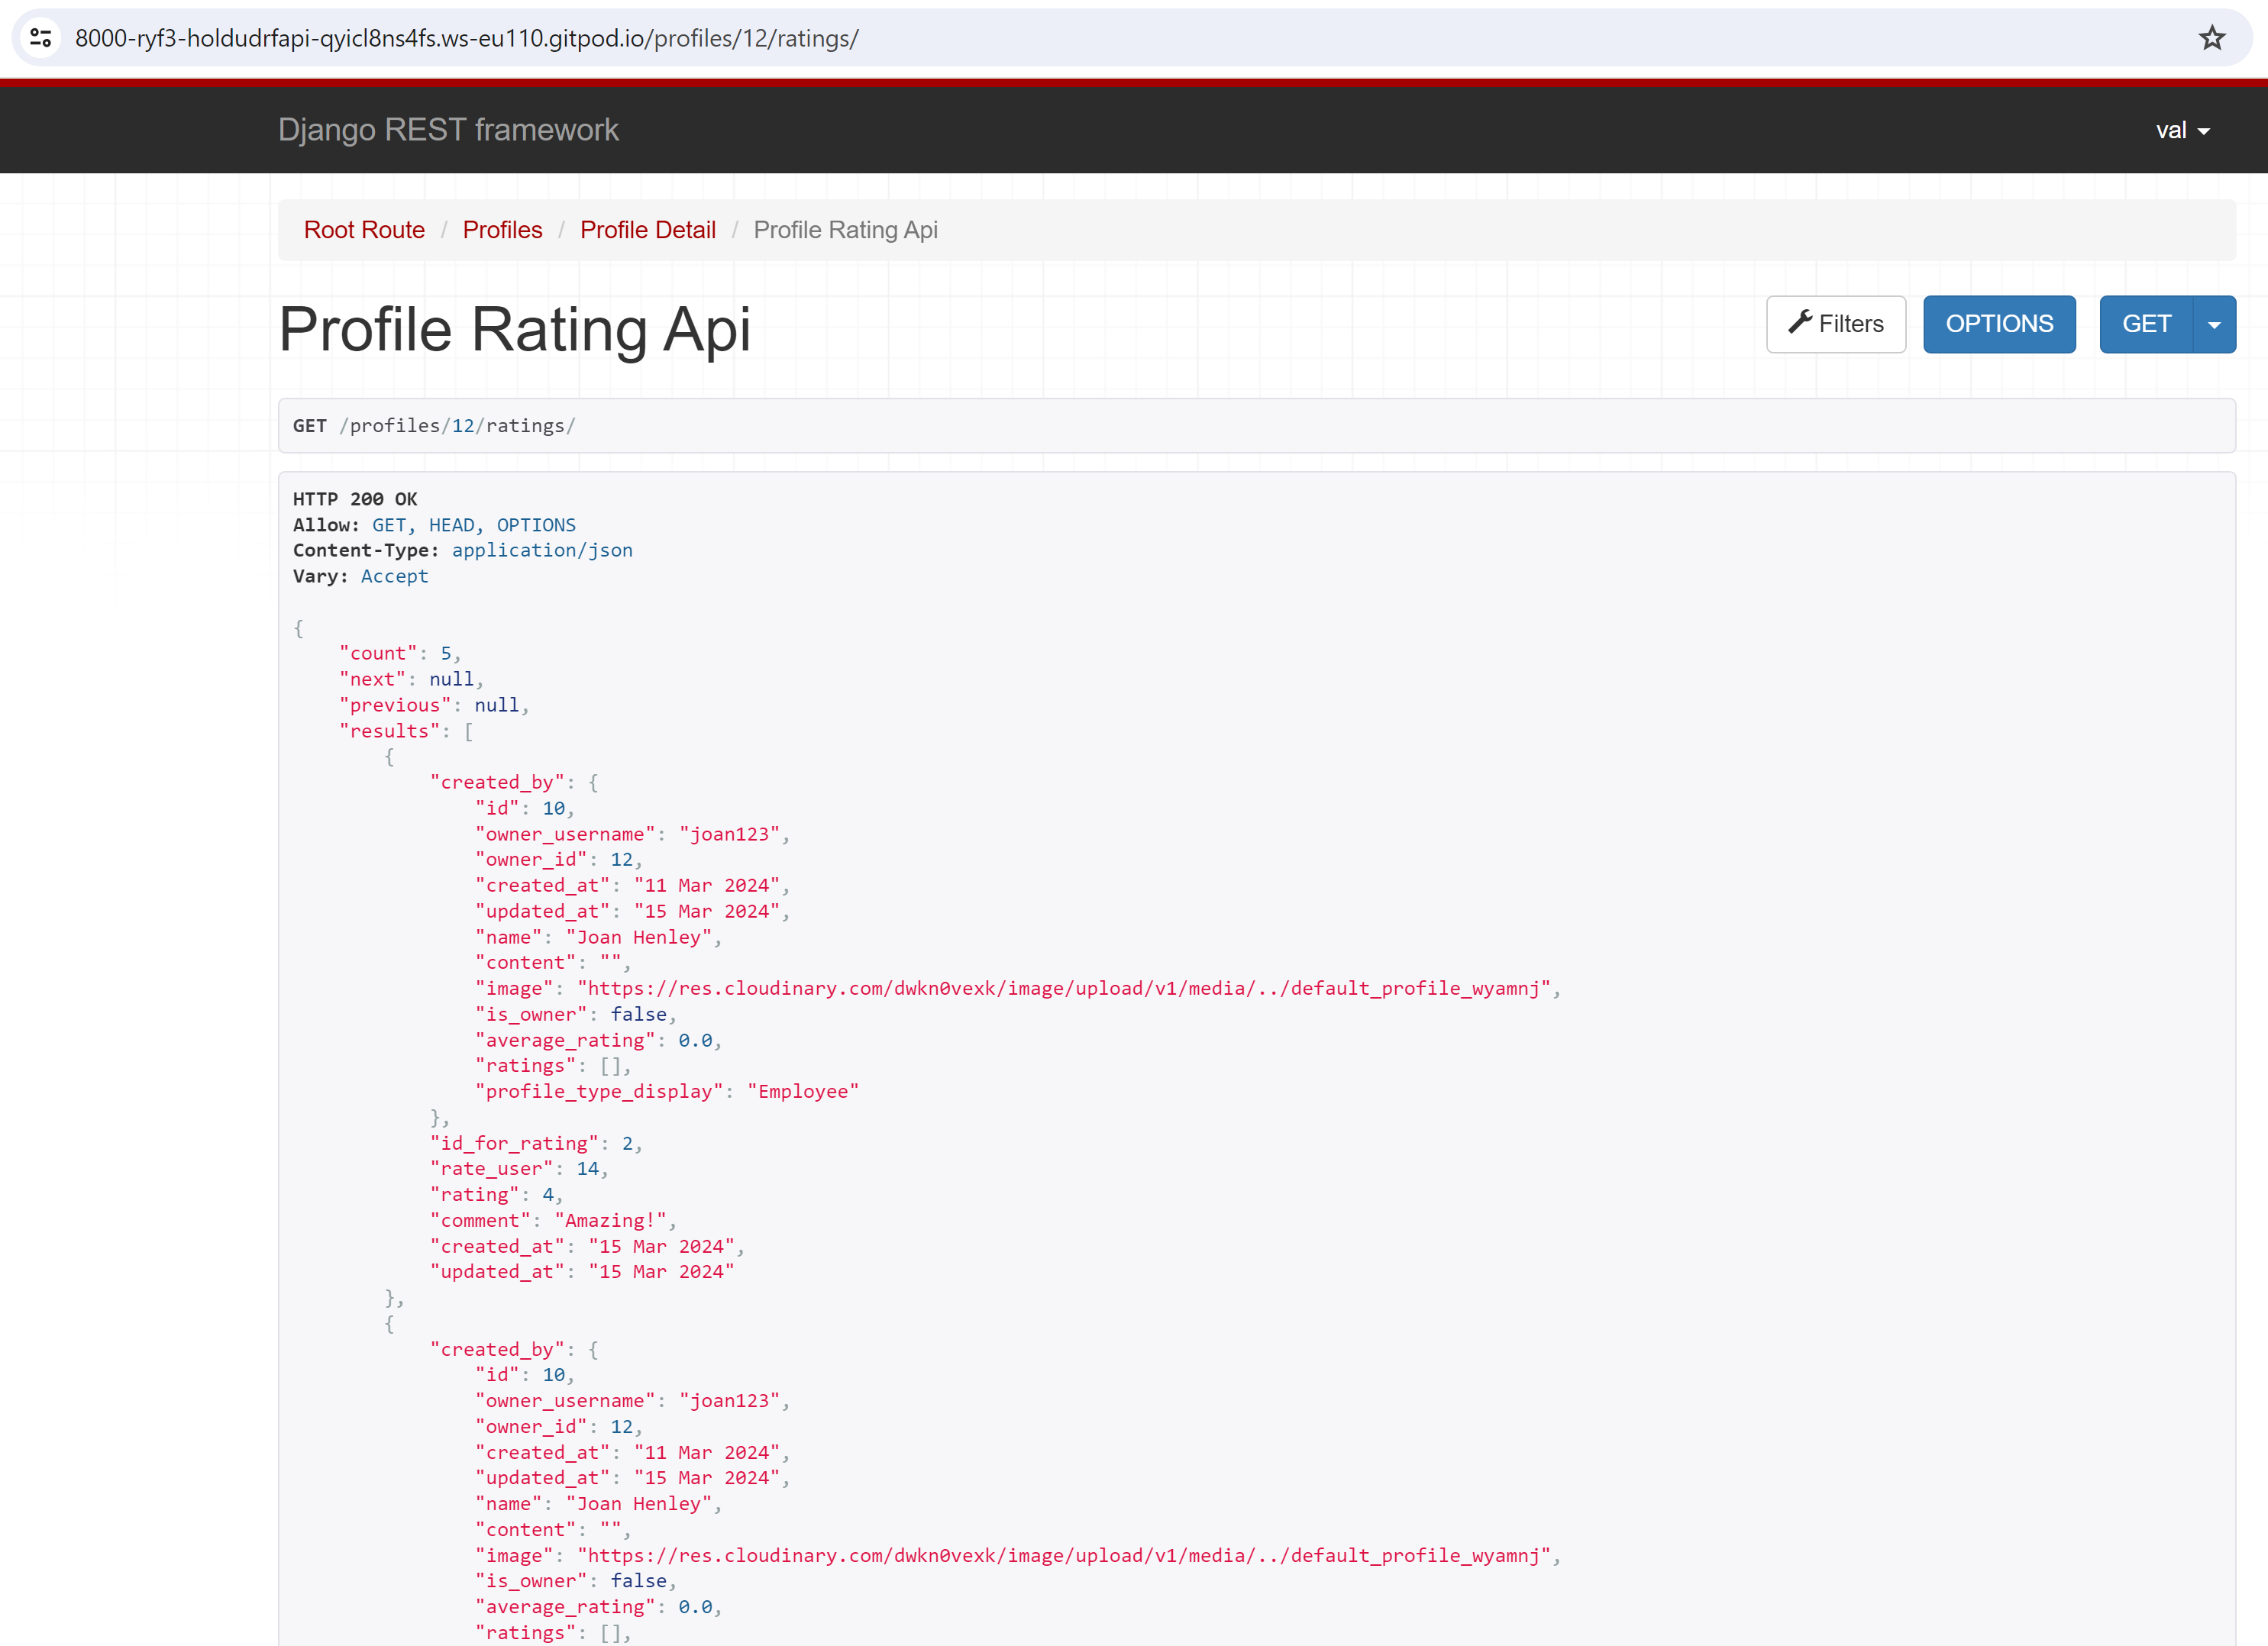 8000-ryf3-holdudrfapi-qyicl8ns4fs.ws-eu110.gitpod.io/profiles/12/ratings/
Django REST framework
val
Root Route / Profiles / Profile Detail / Profile Rating Api
Profile Rating Api
Filters
OPTIONS
GET
GET /profiles/12/ratings/
HTTP 200 OK
Allow: GET, HEAD, OPTIONS
Content-Type: application/json
Vary: Accept
{
"count": 5,
"next": null,
"previous": null,
"results": [
{
"created_by": {
"id": 10,
"owner_username": "joan123",
"owner_id": 12,
"created_at": "11 Mar 2024",
"updated_at": "15 Mar 2024",
"name": "Joan Henley",
"content": "",
"image": "https://res.cloudinary.com/dwkn0vexk/image/upload/v1/media/../default_profile_wyamnj",
"is_owner": false,
"average_rating": 0.0,
"ratings": [],
"profile_type_display": "Employee"
},
"id_for_rating": 2,
"rate_user": 14,
"rating": 4,
"comment": "Amazing!",
"created_at": "15 Mar 2024",
"updated_at": "15 Mar 2024"
},
{
"created_by": {
"id": 10,
"owner_username": "joan123",
"owner_id": 12,
"created_at": "11 Mar 2024",
"updated_at": "15 Mar 2024",
"name": "Joan Henley",
"content": "",
"image": "https://res.cloudinary.com/dwkn0vexk/image/upload/v1/media/../default_profile_wyamnj",
"is_owner": false,
"average_rating": 0.0,
"ratings": [],